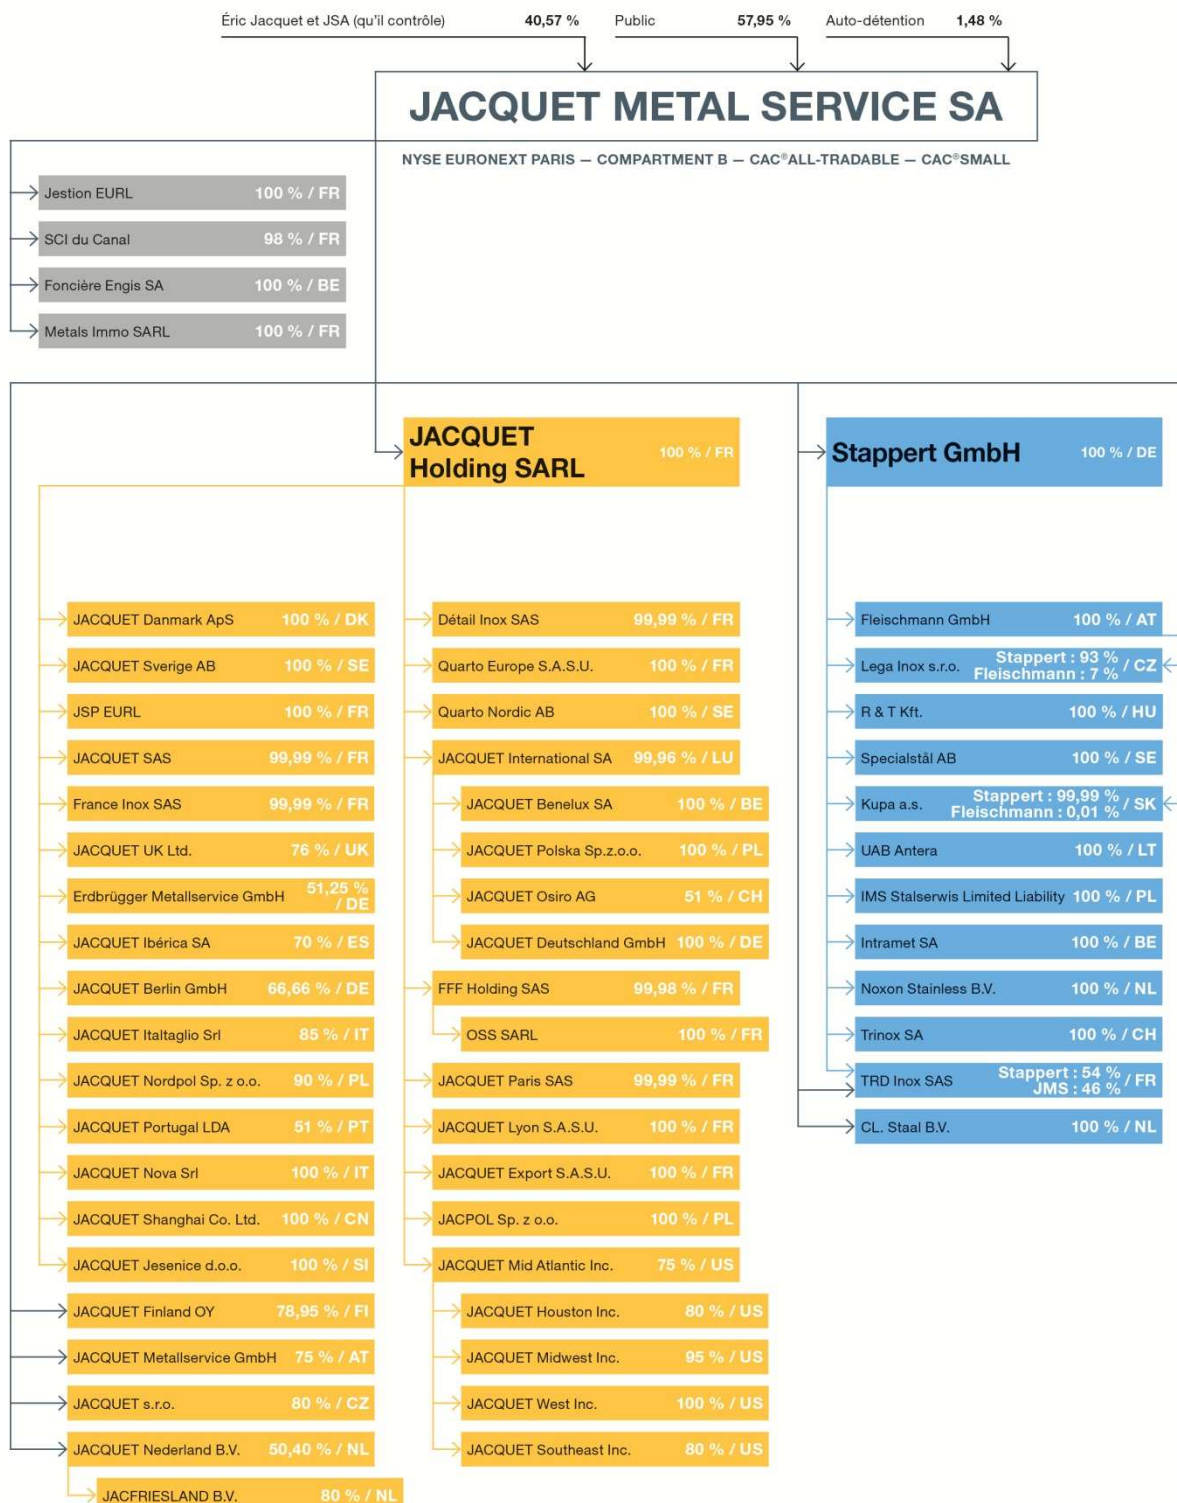 Éric Jacquet et JSA (qu’il contrôle) 40,57 % Public 57,95 % Auto-détention 1,48 %
JACQUET METAL SERVICE SA
NYSE EURONEXT PARIS — COMPARTMENT B — CAC®ALL-TRADABLE — CAC®SMALL
Jestion EURL 100 % / FR
SCI du Canal 98 % / FR
Foncière Engis SA 100 % / BE
Metals Immo SARL 100 % / FR
JACQUET
Holding SARL 100 % / FR
JACQUET Danmark ApS 100 % / DK
JACQUET Sverige AB 100 % / SE
JSP EURL 100 % / FR
JACQUET SAS 99,99 % / FR
France Inox SAS 99,99 % / FR
JACQUET UK Ltd. 76 % / UK
Erdbrügger Metallservice GmbH 51,25 %
/ DE
JACQUET Ibérica SA 70 % / ES
JACQUET Berlin GmbH 66,66 % / DE
JACQUET Italtaglio Srl 85 % / IT
JACQUET Nordpol Sp. z o.o. 90 % / PL
JACQUET Portugal LDA 51 % / PT
JACQUET Nova Srl 100 % / IT
JACQUET Shanghai Co. Ltd. 100 % / CN
JACQUET Jesenice d.o.o. 100 % / SI
JACQUET Finland OY 78,95 % / FI
JACQUET Metallservice GmbH 75 % / AT
JACQUET s.r.o. 80 % / CZ
JACQUET Nederland B.V. 50,40 % / NL
JACFRIESLAND B.V. 80 % / NL
Détail Inox SAS 99,99 % / FR
Quarto Europe S.A.S.U. 100 % / FR
Quarto Nordic AB 100 % / SE
JACQUET International SA 99,96 % / LU
JACQUET Benelux SA 100 % / BE
JACQUET Polska Sp.z.o.o. 100 % / PL
JACQUET Osiro AG 51 % / CH
JACQUET Deutschland GmbH 100 % / DE
FFF Holding SAS 99,98 % / FR
OSS SARL 100 % / FR
JACQUET Paris SAS 99,99 % / FR
JACQUET Lyon S.A.S.U. 100 % / FR
JACQUET Export S.A.S.U. 100 % / FR
JACPOL Sp. z o.o. 100 % / PL
JACQUET Mid Atlantic Inc. 75 % / US
JACQUET Houston Inc. 80 % / US
JACQUET Midwest Inc. 95 % / US
JACQUET West Inc. 100 % / US
JACQUET Southeast Inc. 80 % / US
Stappert GmbH 100 % / DE
Fleischmann GmbH 100 % / AT
Lega Inox s.r.o. Stappert : 93 %
Fleischmann : 7 % / CZ
R & T Kft. 100 % / HU
Specialstål AB 100 % / SE
Kupa a.s. Stappert : 99,99 %
Fleischmann : 0,01 % / SK
UAB Antera 100 % / LT
IMS Stalserwis Limited Liability 100 % / PL
Intramet SA 100 % / BE
Noxon Stainless B.V. 100 % / NL
Trinox SA 100 % / CH
TRD Inox SAS Stappert : 54 %
JMS : 46 % / FR
CL. Staal B.V. 100 % / NL